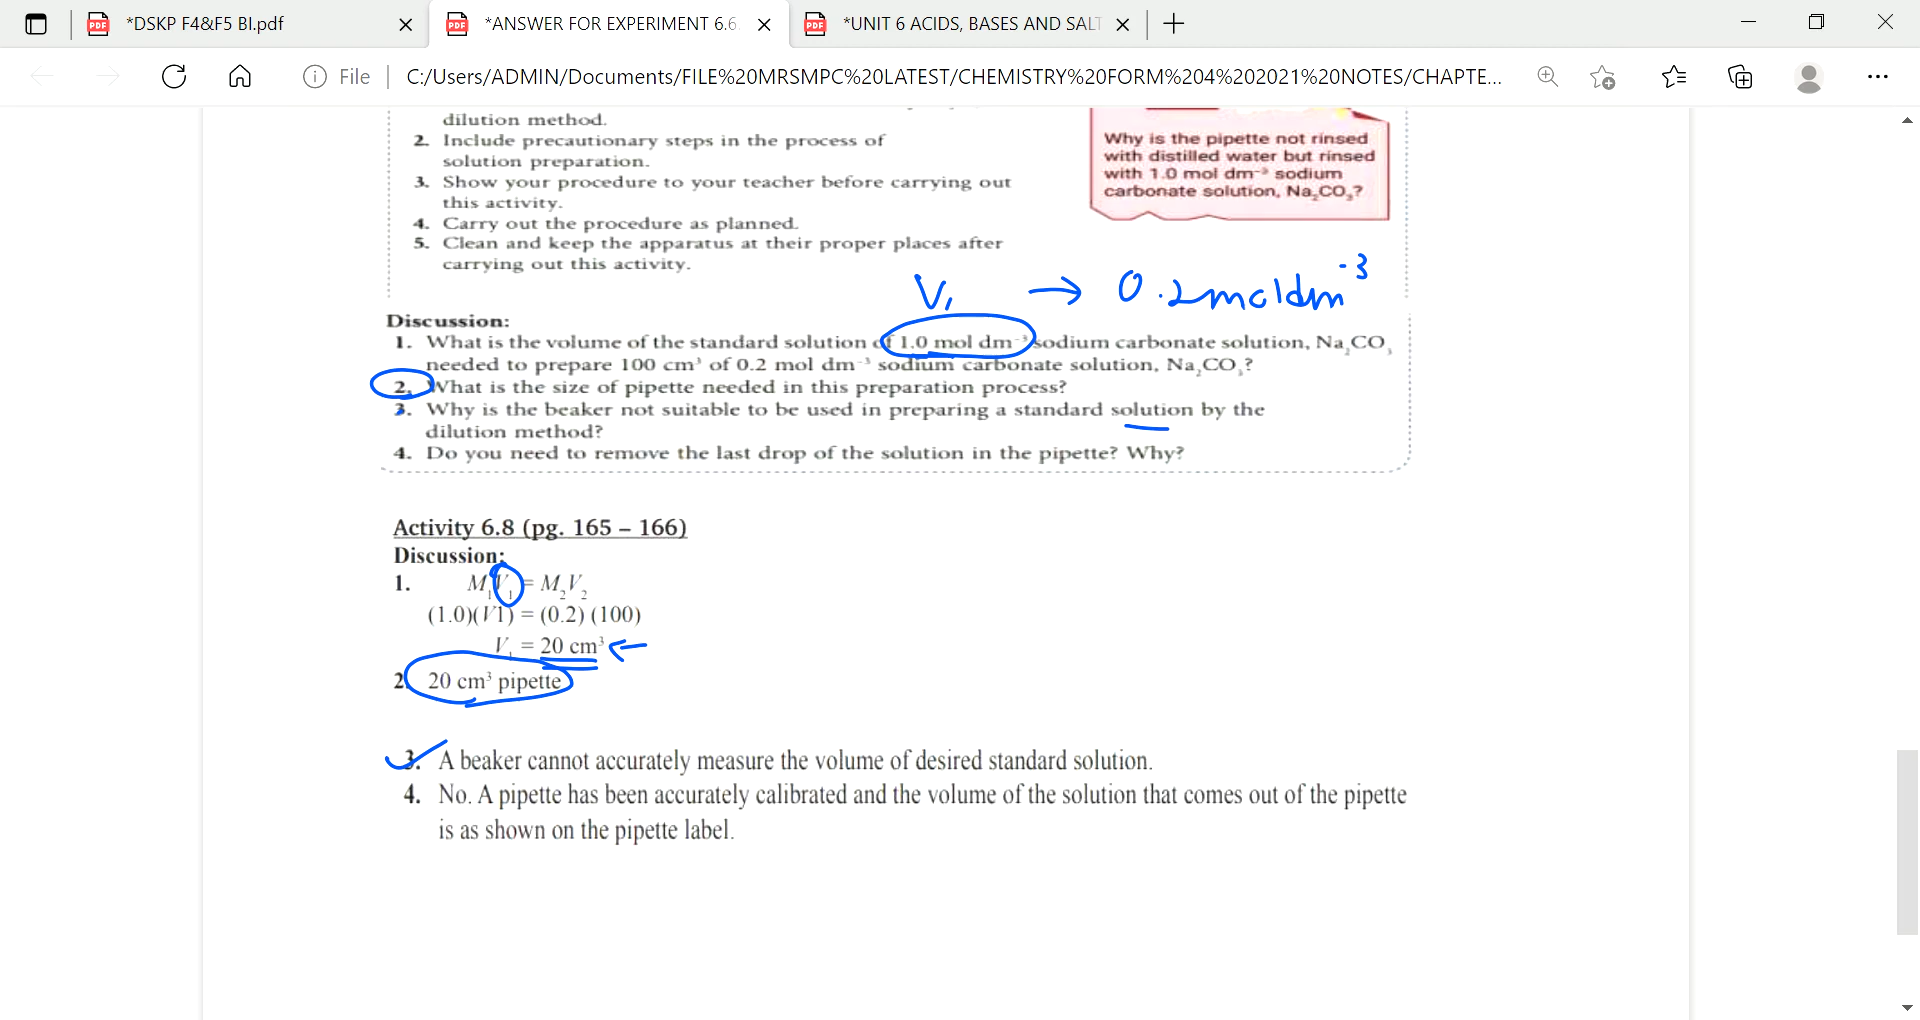 *DSKP F4&F5 BI.pdf
*ANSWER FOR EXPERIMENT 6.6
*UNIT 6 ACIDS, BASES AND SALT
File
C:/Users/ADMIN/Documents/FILE%20MRSMPC%20LATEST/CHEMISTRY%20FORM%204%202021%20NOTES/CHAPTE...
dilution method.
2. Include precautionary steps in the process of
solution preparation.
3. Show your procedure to your teacher before carrying out
this activity.
4. Carry out the procedure as planned.
5. Clean and keep the apparatus at their proper places after
carrying out this activity.
Why is the pipette not rinsed
with distilled water but rinsed
with 1.0 mol dm⁻³ sodium
carbonate solution, Na₂CO₃?
V₁ → 0.2 mol dm⁻³
Discussion:
1. What is the volume of the standard solution of 1.0 mol dm⁻³ sodium carbonate solution, Na₂CO₃
needed to prepare 100 cm³ of 0.2 mol dm⁻³ sodium carbonate solution, Na₂CO₃?
2. What is the size of pipette needed in this preparation process?
3. Why is the beaker not suitable to be used in preparing a standard solution by the
dilution method?
4. Do you need to remove the last drop of the solution in the pipette? Why?
Activity 6.8 (pg. 165 – 166)
Discussion:
1. M₁V₁ = M₂V₂
(1.0)(V1) = (0.2) (100)
V₁ = 20 cm³
2. 20 cm³ pipette
3. A beaker cannot accurately measure the volume of desired standard solution.
4. No. A pipette has been accurately calibrated and the volume of the solution that comes out of the pipette
is as shown on the pipette label.